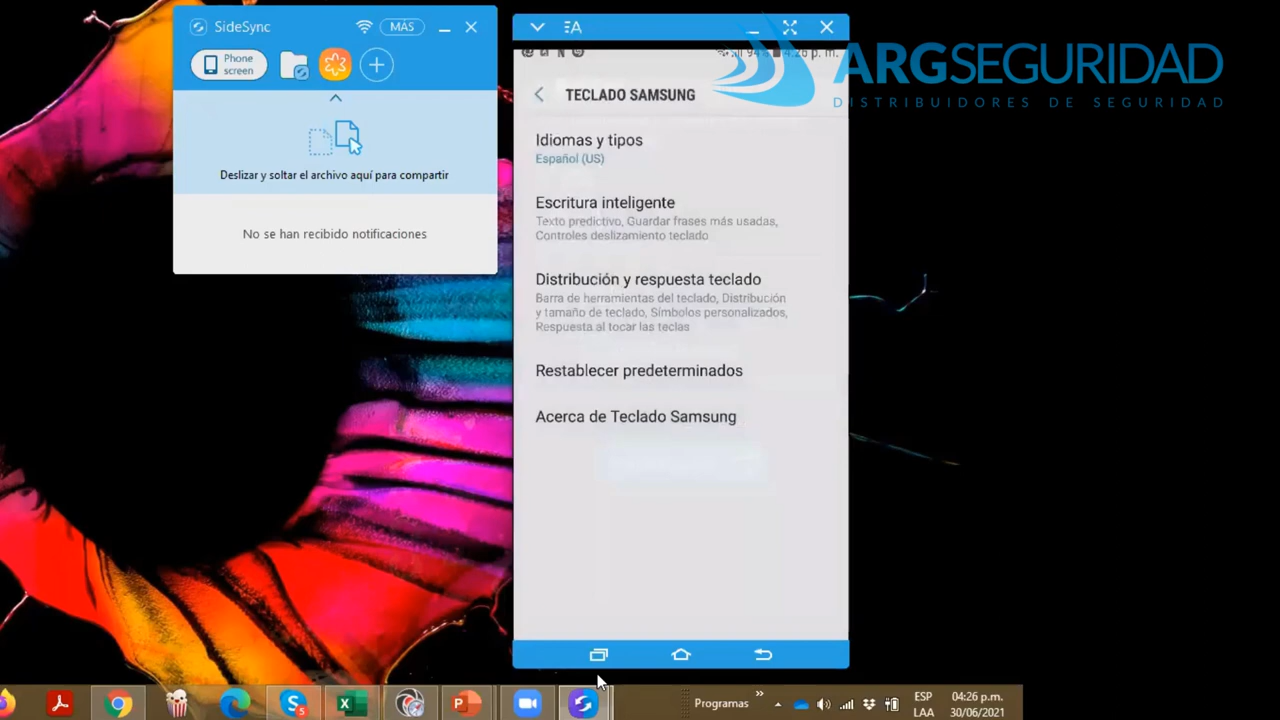 SideSync
MÁS
Phone
screen
Deslizar y soltar el archivo aquí para compartir
No se han recibido notificaciones
A
94%
4:26 p. m.
ARGSEGURIDAD
DISTRIBUIDORES DE SEGURIDAD
TECLADO SAMSUNG
Idiomas y tipos
Español (US)
Escritura inteligente
Texto predictivo, Guardar frases más usadas,
Controles deslizamiento teclado
Distribución y respuesta teclado
Barra de herramientas del teclado, Distribución
y tamaño de teclado, Símbolos personalizados,
Respuesta al tocar las teclas
Restablecer predeterminados
Acerca de Teclado Samsung
Programas
ESP
LAA
04:26 p.m.
30/06/2021